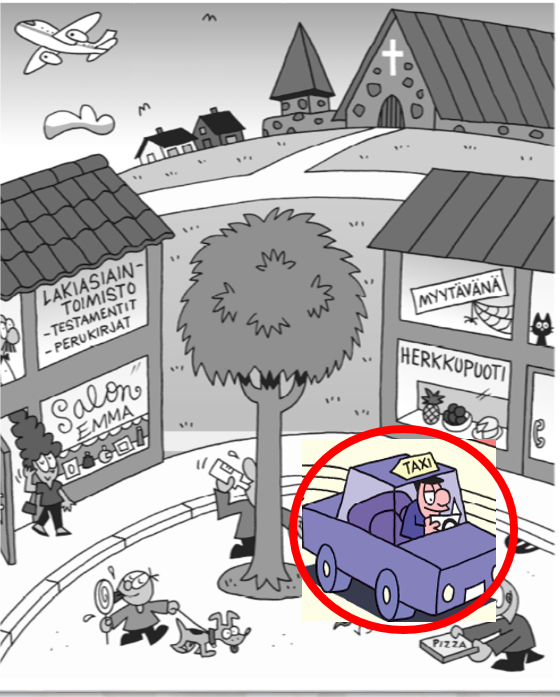 LAKIASIAIN-
TOIMISTO
-TESTAMENTIT
- PERUKIRJAT
Salon
EMMA
MYYTÄVÄNÄ
HERKKUPUOTI
TAXI
PIZZA